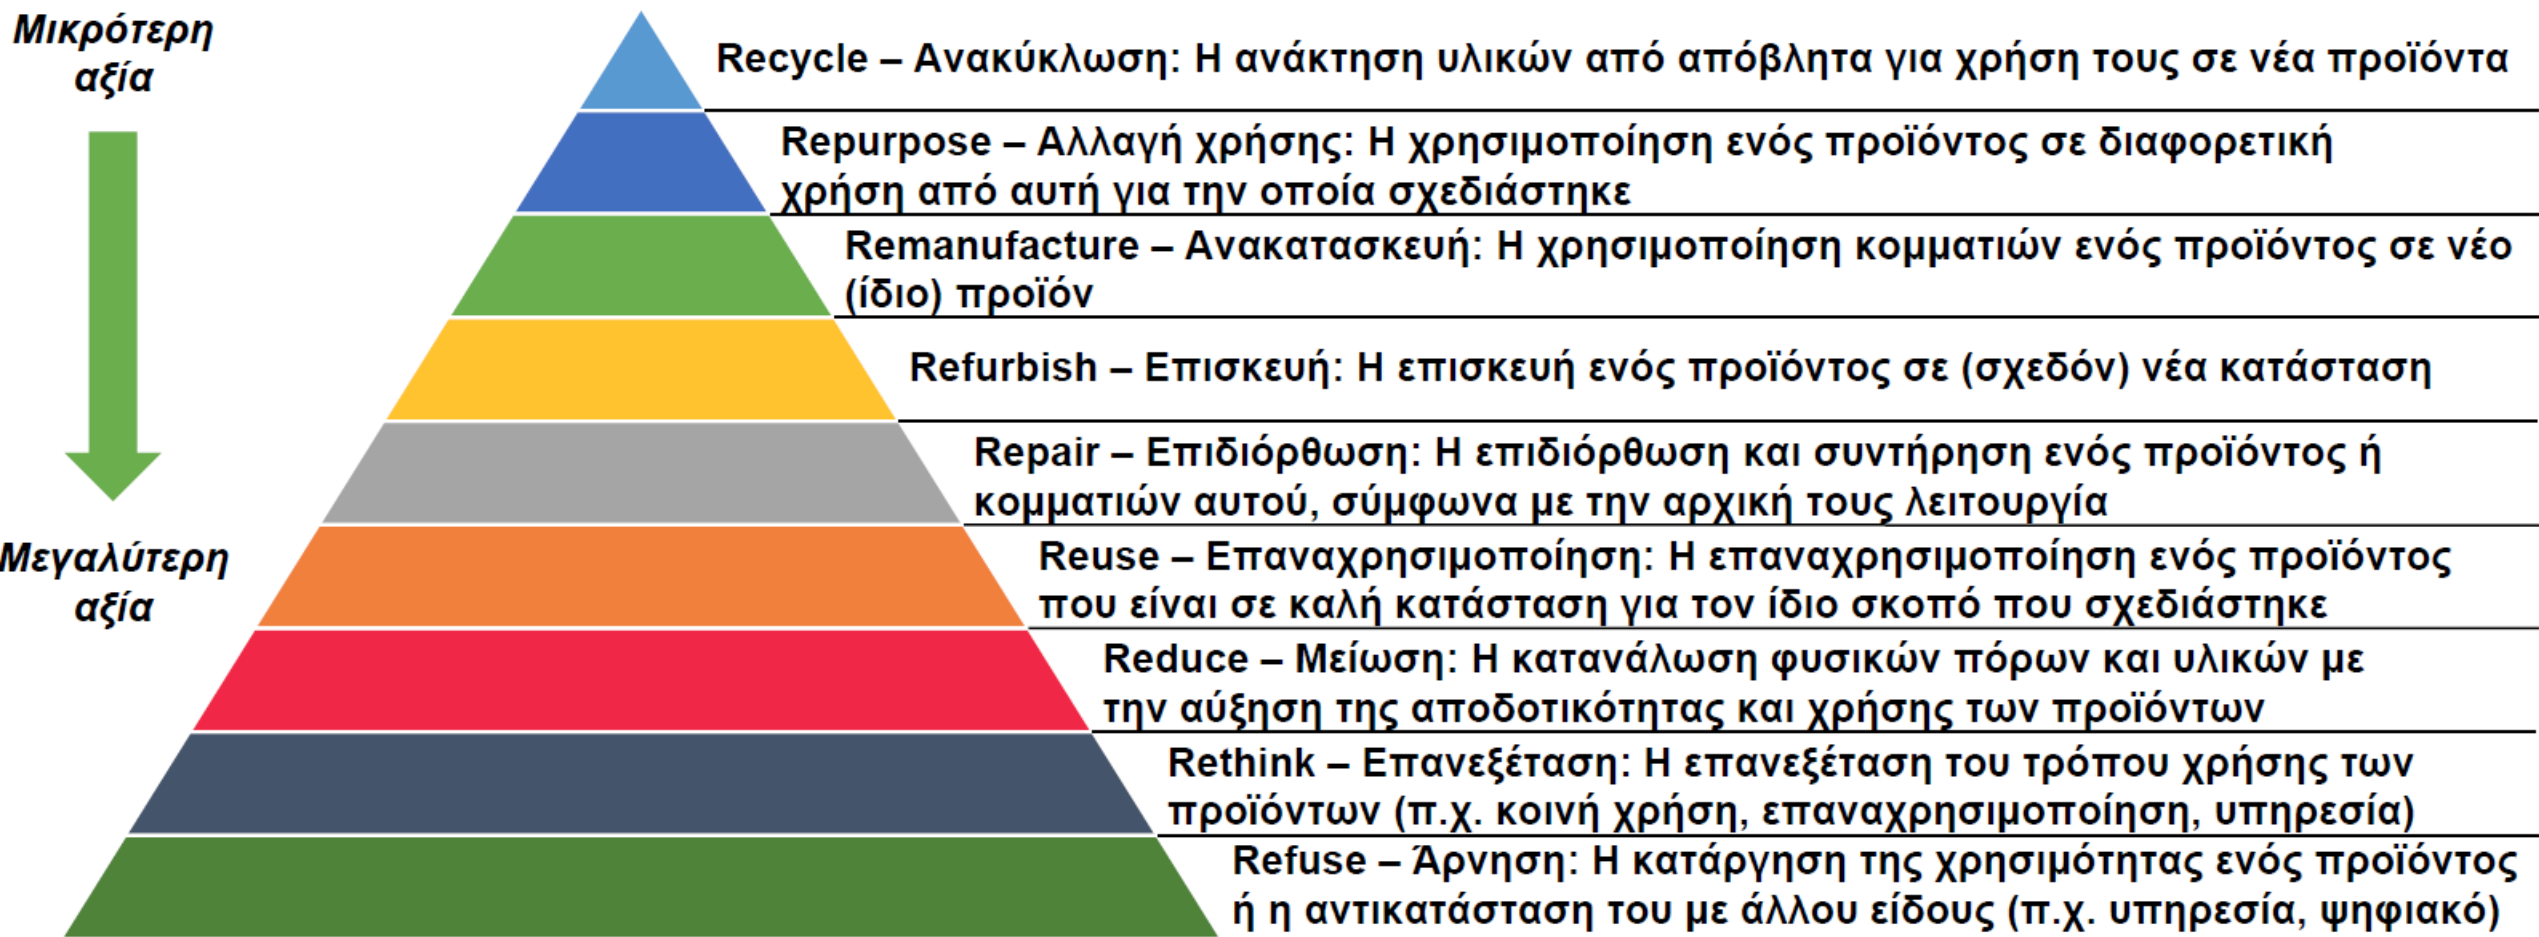 Μικρότερη
αξία
Recycle – Ανακύκλωση: Η ανάκτηση υλικών από απόβλητα για χρήση τους σε νέα προϊόντα
Repurpose – Αλλαγή χρήσης: Η χρησιμοποίηση ενός προϊόντος σε διαφορετική
χρήση από αυτή για την οποία σχεδιάστηκε
Remanufacture – Ανακατασκευή: Η χρησιμοποίηση κομματιών ενός προϊόντος σε νέο
(ίδιο) προϊόν
Refurbish – Επισκευή: Η επισκευή ενός προϊόντος σε (σχεδόν) νέα κατάσταση
Repair – Επιδιόρθωση: Η επιδιόρθωση και συντήρηση ενός προϊόντος ή
κομματιών αυτού, σύμφωνα με την αρχική τους λειτουργία
Μεγαλύτερη
αξία
Reuse – Επαναχρησιμοποίηση: Η επαναχρησιμοποίηση ενός προϊόντος
που είναι σε καλή κατάσταση για τον ίδιο σκοπό που σχεδιάστηκε
Reduce – Μείωση: Η κατανάλωση φυσικών πόρων και υλικών με
την αύξηση της αποδοτικότητας και χρήσης των προϊόντων
Rethink – Επανεξέταση: Η επανεξέταση του τρόπου χρήσης των
προϊόντων (π.χ. κοινή χρήση, επαναχρησιμοποίηση, υπηρεσία)
Refuse – Άρνηση: Η κατάργηση της χρησιμότητας ενός προϊόντος
ή η αντικατάσταση του με άλλου είδους (π.χ. υπηρεσία, ψηφιακό)